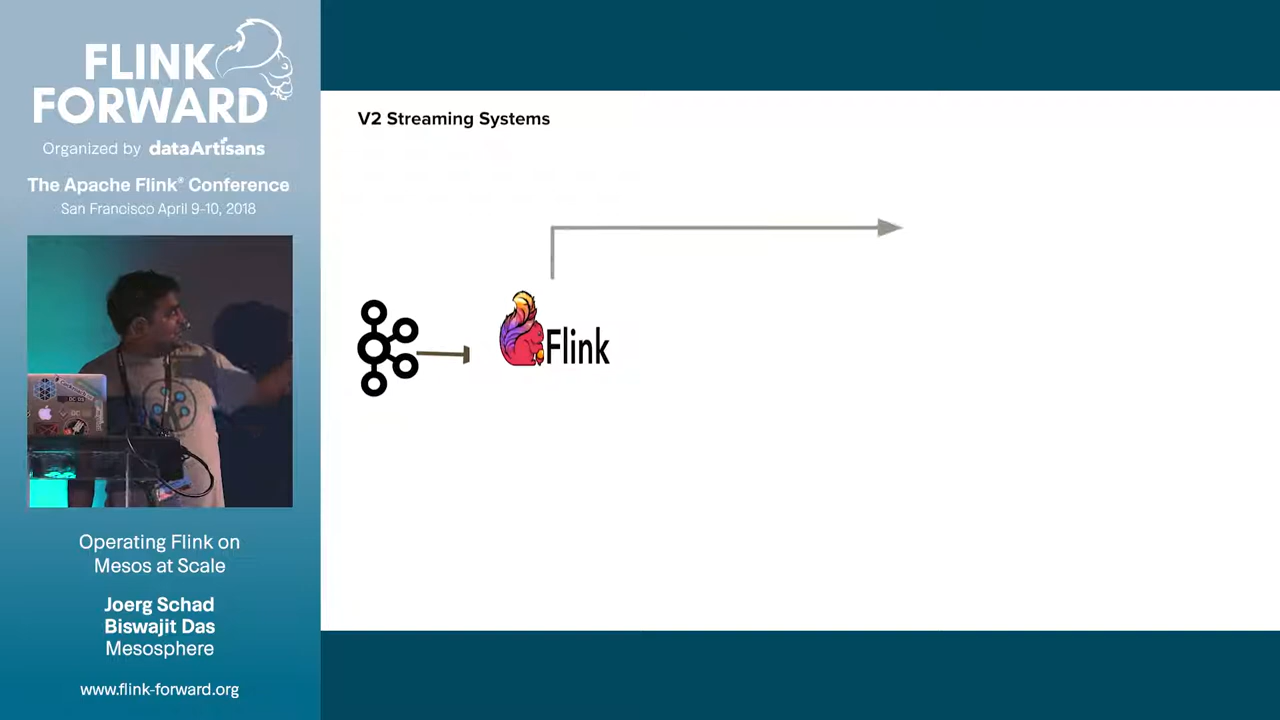 FLINK
FORWARD
Organized by dataArtisans
The Apache Flink® Conference
San Francisco April 9-10, 2018
Operating Flink on
Mesos at Scale
Joerg Schad
Biswajit Das
Mesosphere
www.flink-forward.org
V2 Streaming Systems
Flink